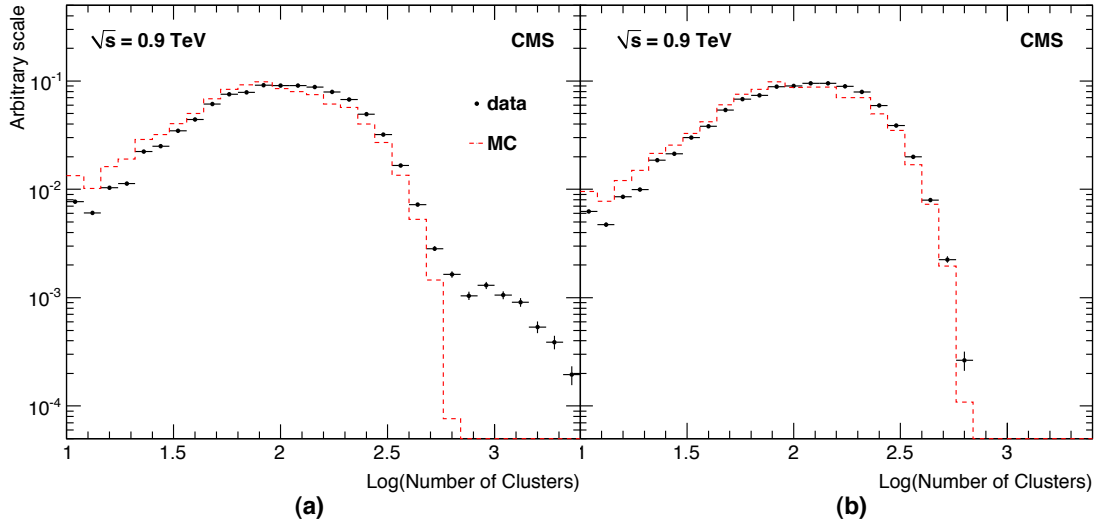 Arbitrary scale
√s = 0.9 TeV CMS
data
MC
10⁻¹
10⁻²
10⁻³
10⁻⁴
1 1.5 2 2.5 3
Log(Number of Clusters)
(a)
√s = 0.9 TeV CMS
1 1.5 2 2.5 3
Log(Number of Clusters)
(b)